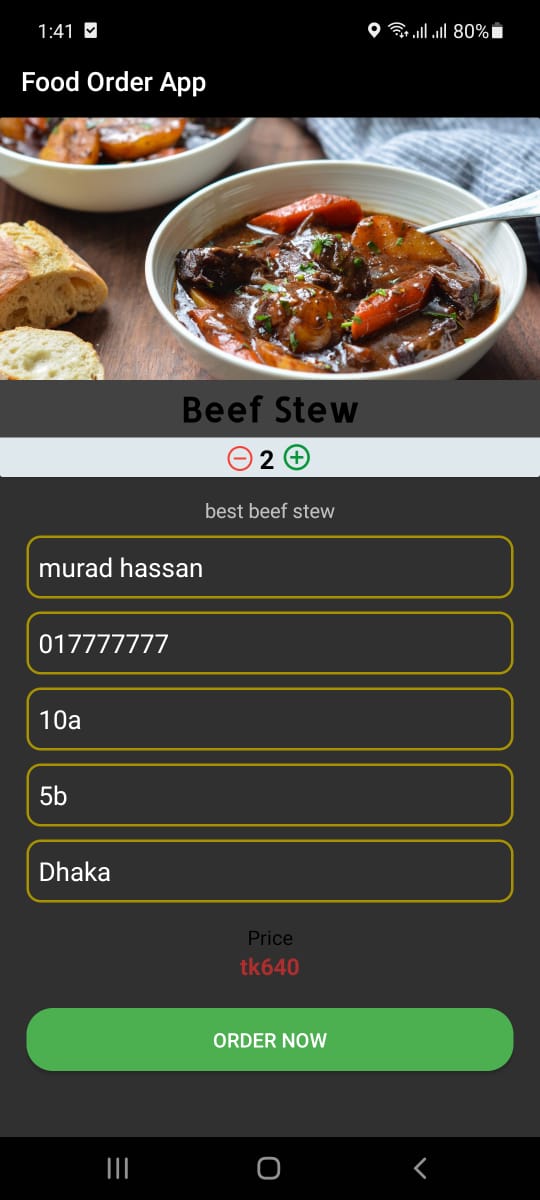 1:41 80%
Food Order App
Beef Stew
2
best beef stew
murad hassan
017777777
10a
5b
Dhaka
Price
tk640
ORDER NOW